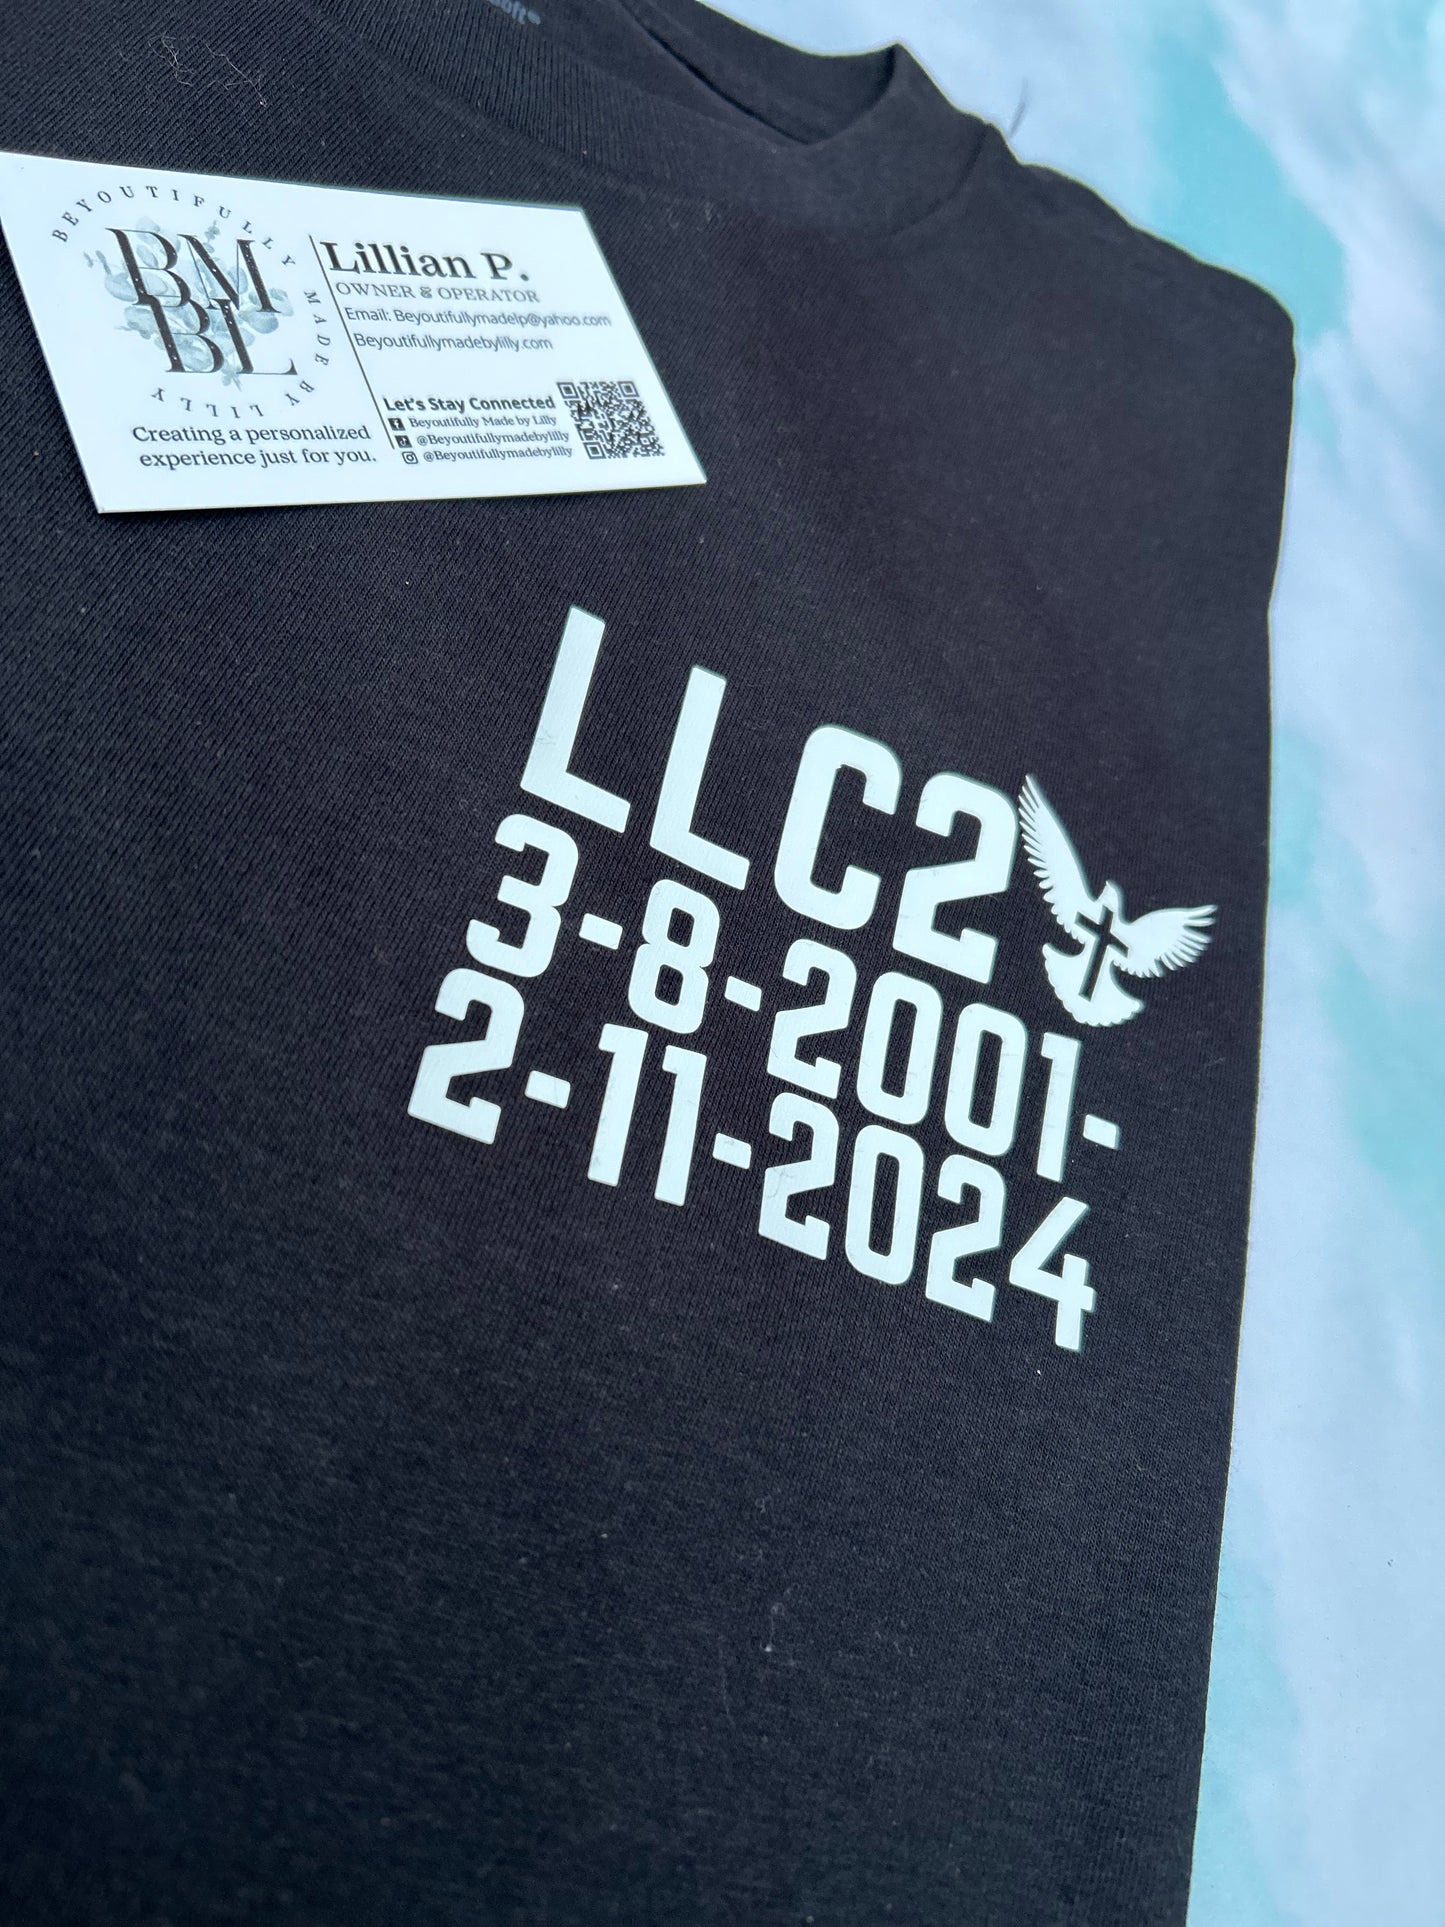 BEYOUTIFULLY MADE BY LILLY
BM
BL
Creating a personalized
experience just for you.
Lillian P.
OWNER & OPERATOR
Email: Beyoutifullymadelp@yahoo.com
Beyoutifullymadebylilly.com
Let's Stay Connected
Beyoutifully Made by Lilly
@Beyoutifullymadebylilly
@Beyoutifullymadebylilly
LLC2
3-8-2001-
2-11-2024